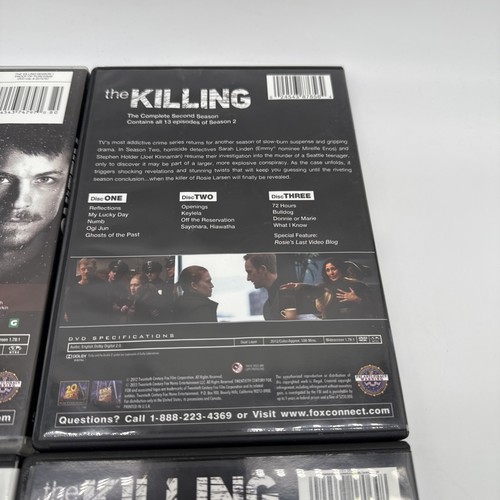 the KILLING
The Complete Second Season
Contains all 13 episodes of Season 2
TV's most addictive crime series returns for another season of slow-burn suspense and gripping
drama. In Season Two, homicide detectives Sarah Linden (Emmy® nominee Mireille Enos) and
Stephen Holder (Joel Kinnaman) resume their investigation into the murder of a Seattle teenager,
only to discover it may be part of a larger, more explosive conspiracy. As the case unfolds, it
triggers shocking revelations and stunning twists that will keep you guessing until the riveting
season conclusion...when the killer of Rosie Larsen will finally be revealed.
Disc ONE
Reflections
My Lucky Day
Numb
Ogi Jun
Ghosts of the Past
Disc TWO
Openings
Keylela
Off the Reservation
Sayonara, Hiawatha
Disc THREE
72 Hours
Bulldog
Donnie or Marie
What I Know
Special Feature:
Rosie's Last Video Blog
DVD SPECIFICATIONS
Dual Layer
Widescreen 1.78:1
DOLBY
Questions? Call 1-888-223-4369 or Visit www.foxconnect.com
the KILLING